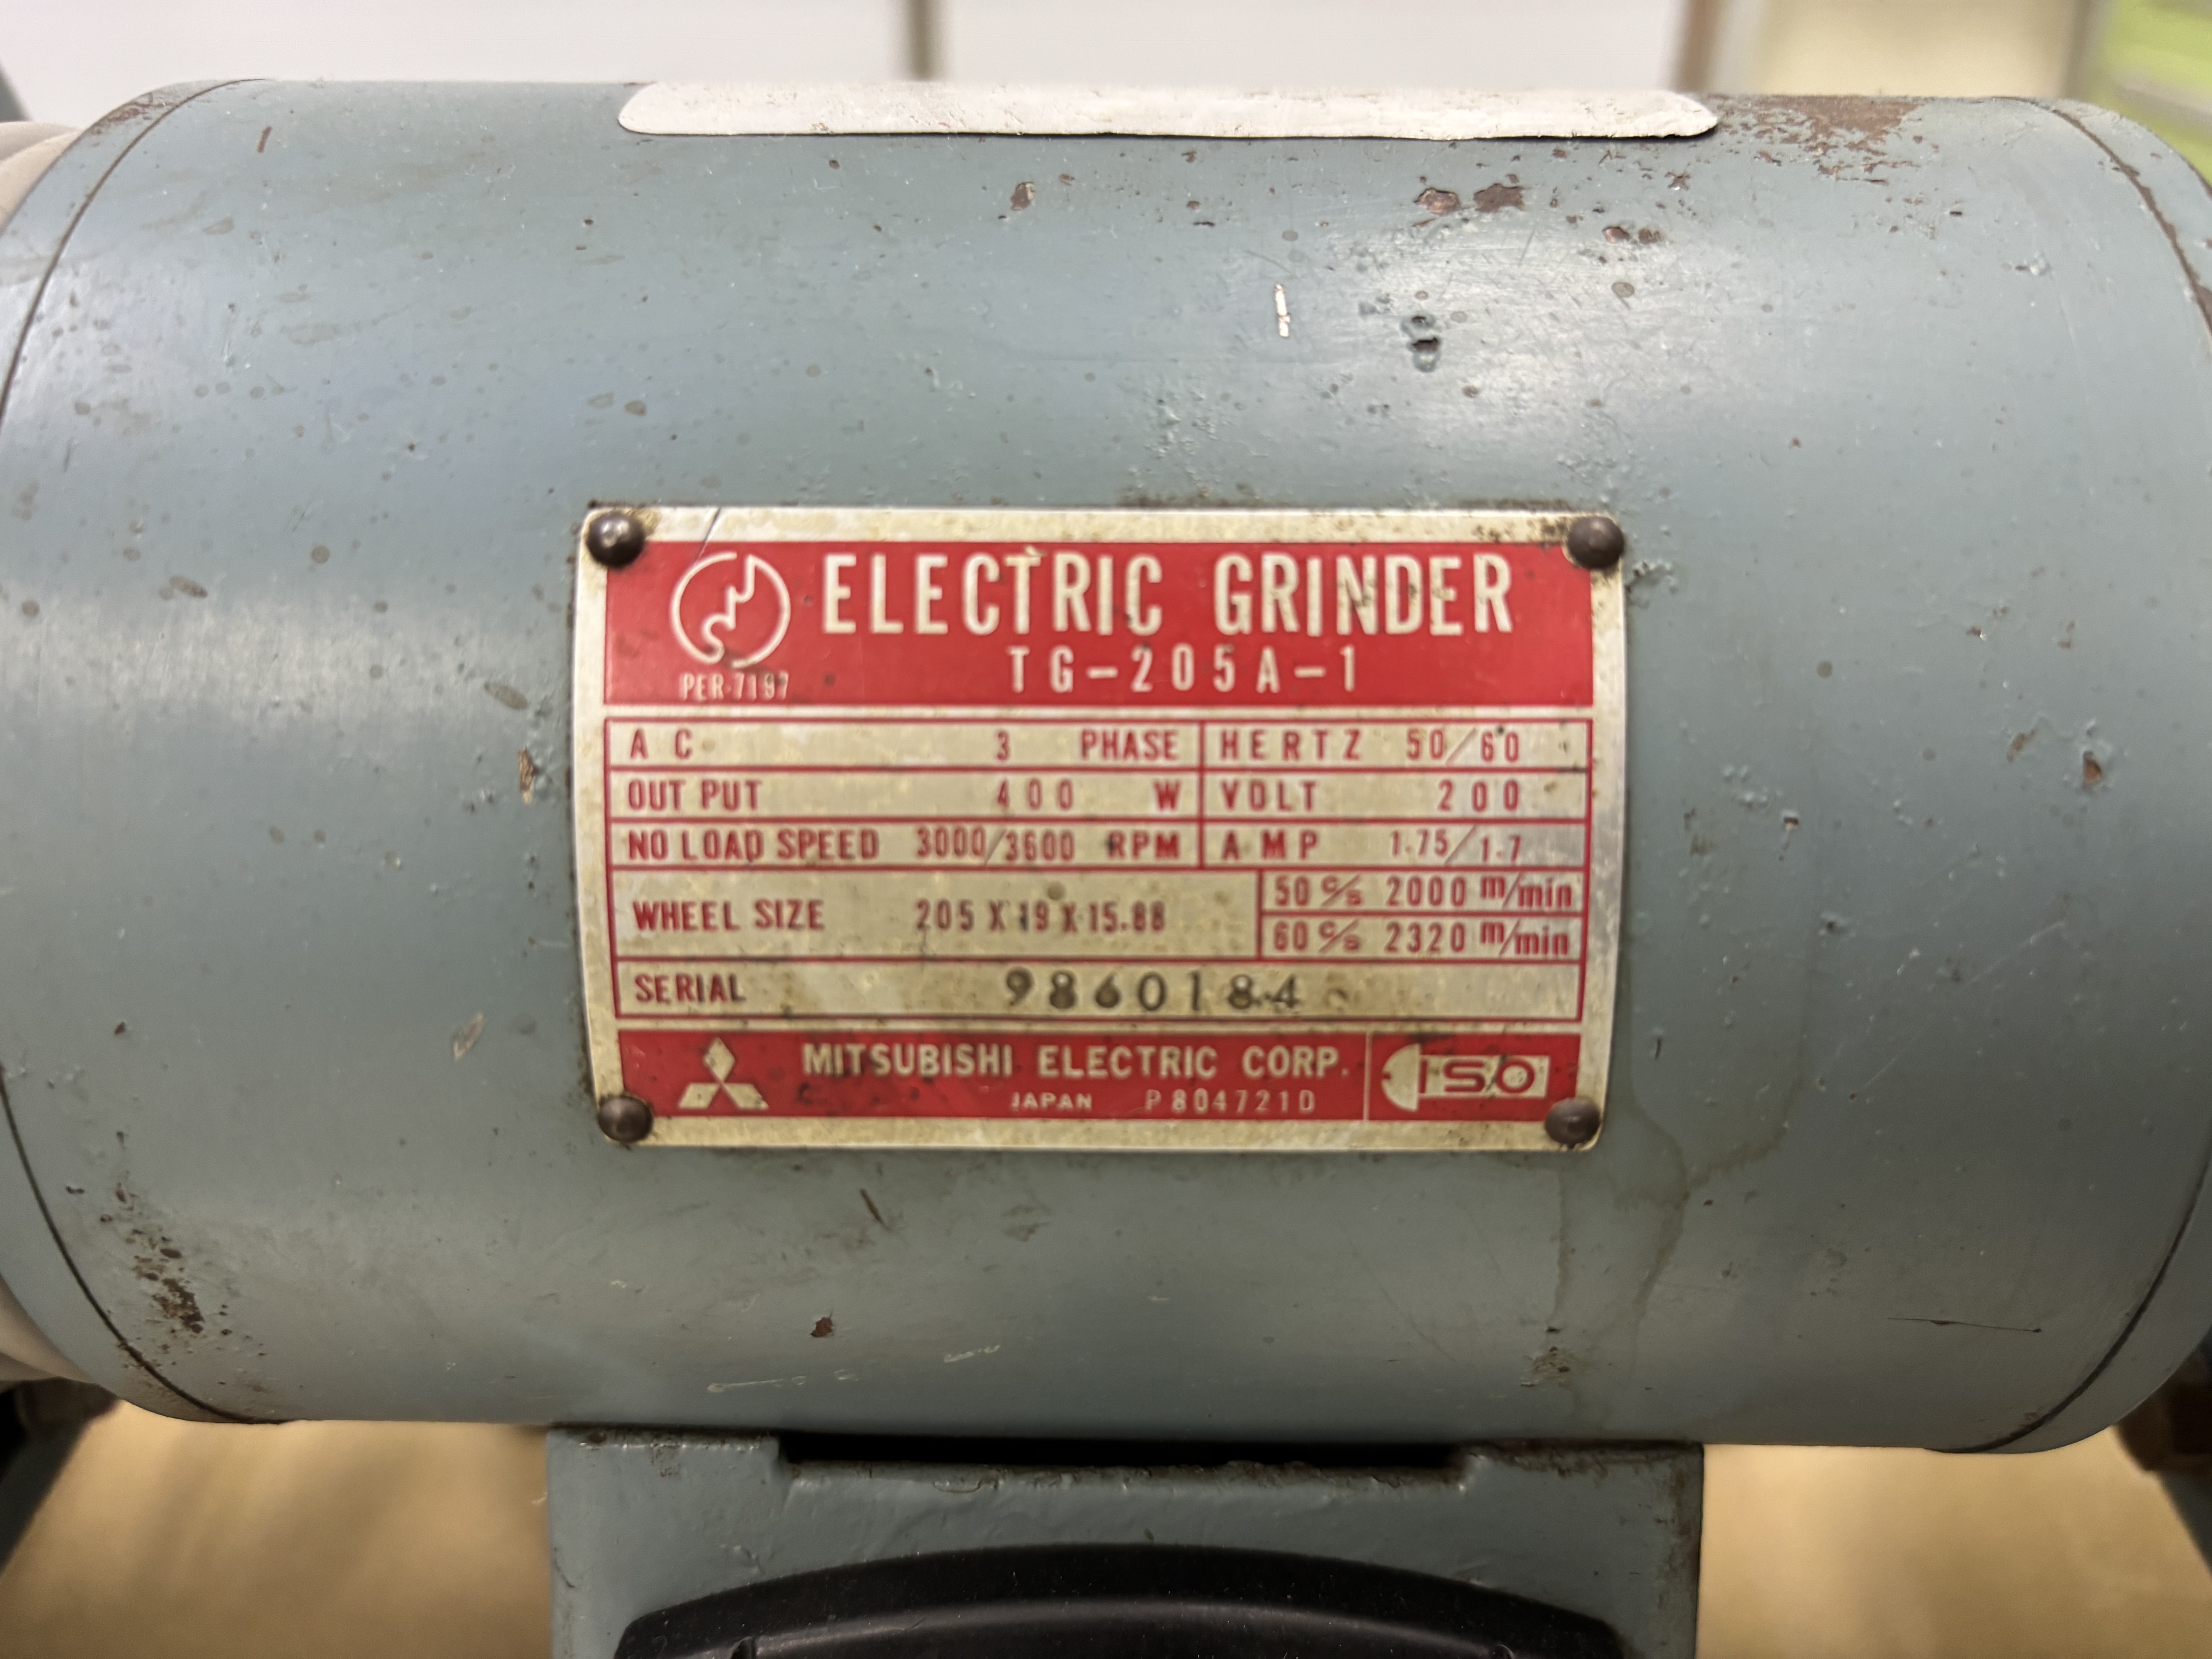 ELECTRIC GRINDER
PER-7197
TG-205A-1
AC 3 PHASE HERTZ 50/60
OUT PUT 400 W VOLT 200
NO LOAD SPEED 3000/3600 RPM AMP 1.75/1.7
WHEEL SIZE 205 X 19 X 15.88
50 c/s 2000 m/min
60 c/s 2320 m/min
SERIAL 9860184
MITSUBISHI ELECTRIC CORP.
JAPAN P804721D
ISO